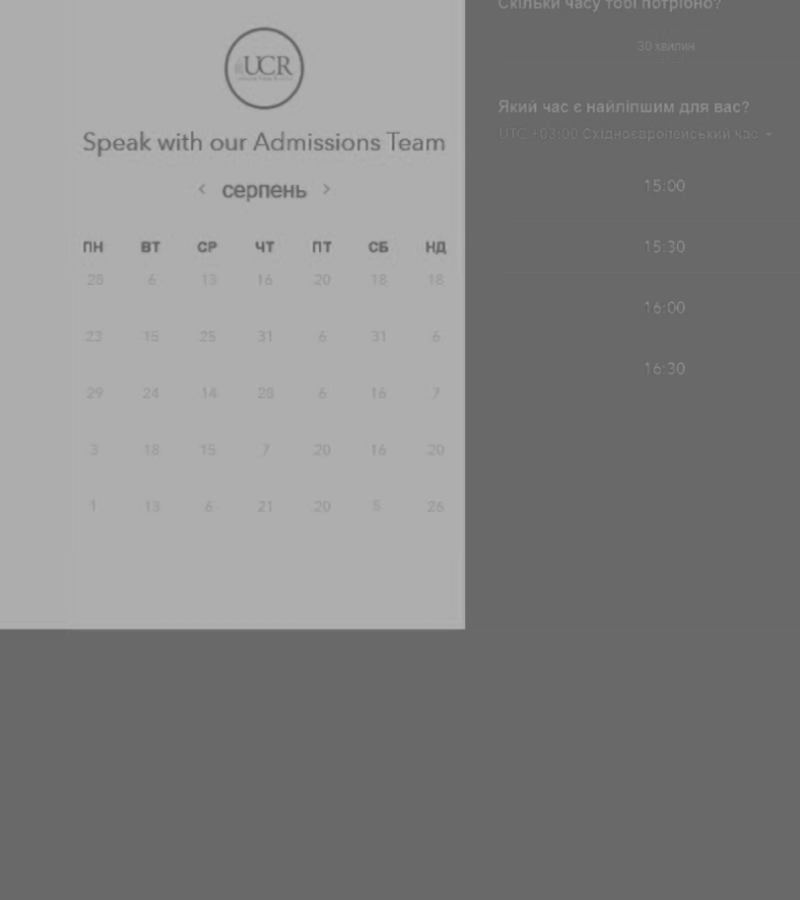 UCR
Speak with our Admissions Team
< серпень >
ПН ВТ СР ЧТ ПТ СБ НД
28 6 13 16 20 18 18
23 15 25 31 6 31 6
29 24 14 28 6 16 7
3 18 15 7 20 16 20
1 13 6 21 20 5 26
Скільки часу тобі потрібно?
30 хвилин
Який час є найліпшим для вас?
UTC +03:00 Східноєвропейський час
15:00
15:30
16:00
16:30